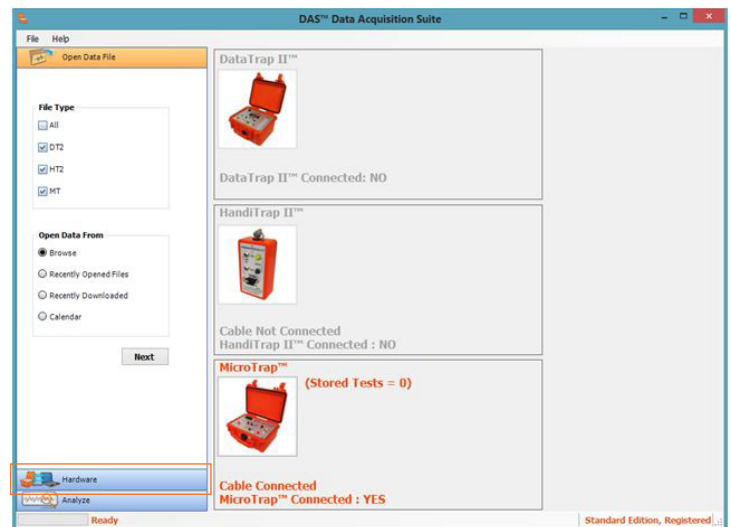 DAS™ Data Acquisition Suite
File Help
Open Data File
File Type
All
DT2
HT2
MT
Open Data From
Browse
Recently Opened Files
Recently Downloaded
Calendar
Next
Hardware
Analyze
DataTrap II™
DataTrap II™ Connected: NO
HandiTrap II™
Cable Not Connected
HandiTrap II™ Connected : NO
MicroTrap™
(Stored Tests = 0)
Cable Connected
MicroTrap™ Connected : YES
Ready
Standard Edition, Registered